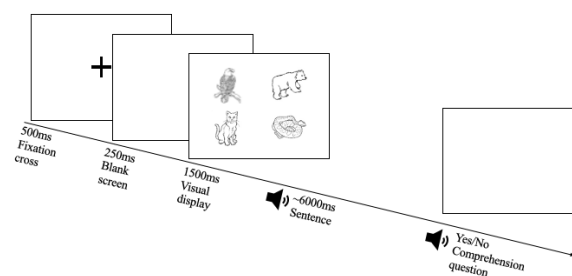 500ms
Fixation
cross
250ms
Blank
screen
1500ms
Visual
display
~6000ms
Sentence
Yes/No
Comprehension
question